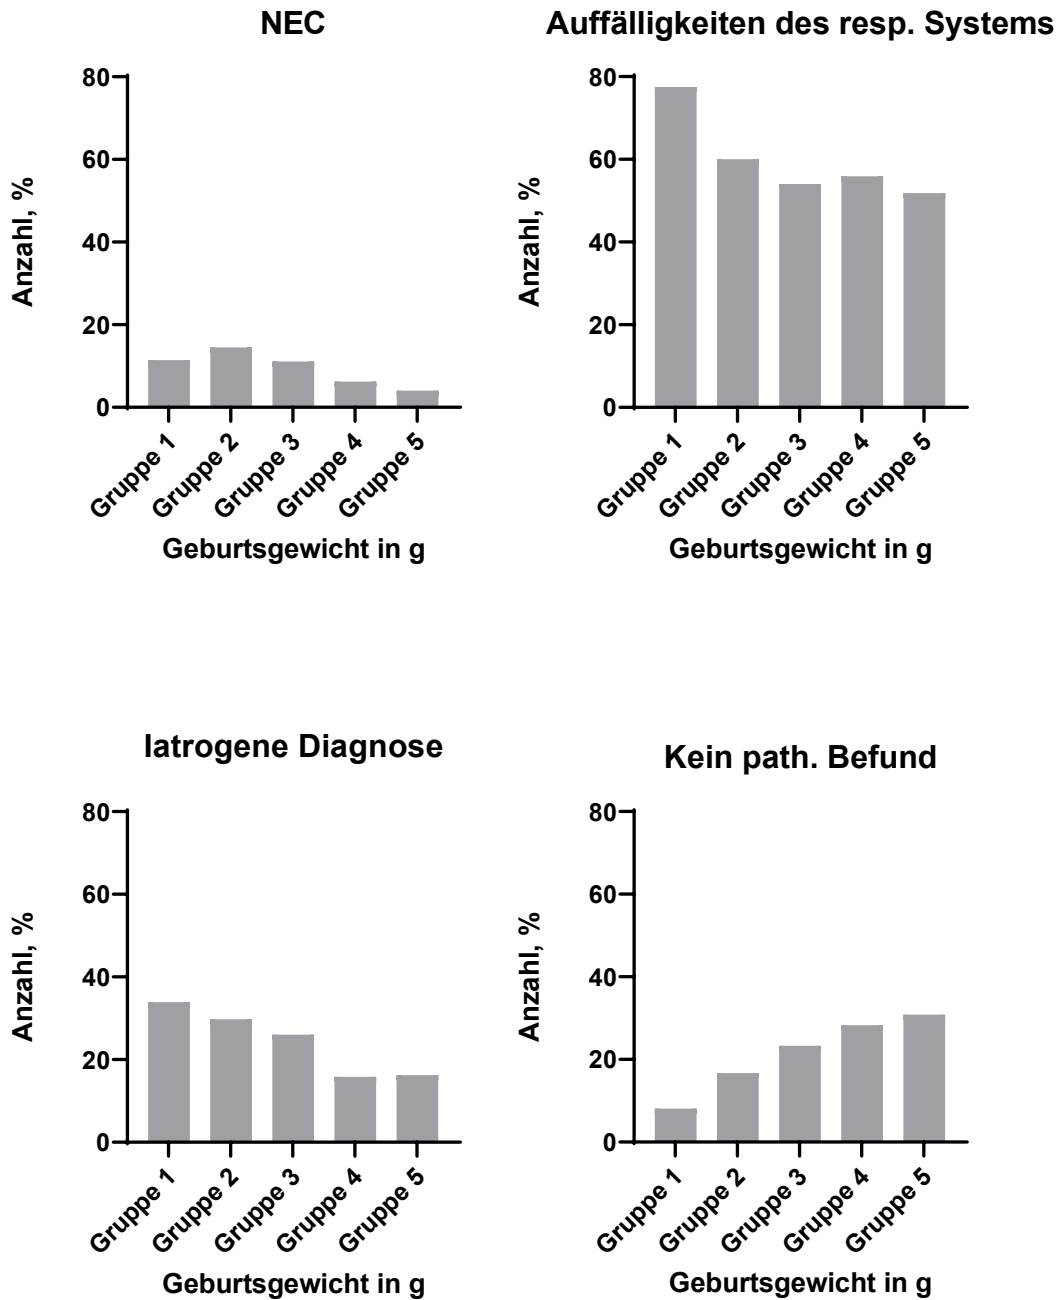 NEC
Anzahl, %
80
60
40
20
0
Gruppe 1
Gruppe 2
Gruppe 3
Gruppe 4
Gruppe 5
Geburtsgewicht in g
Auffälligkeiten des resp. Systems
Anzahl, %
80
60
40
20
0
Gruppe 1
Gruppe 2
Gruppe 3
Gruppe 4
Gruppe 5
Geburtsgewicht in g
Iatrogene Diagnose
Anzahl, %
80
60
40
20
0
Gruppe 1
Gruppe 2
Gruppe 3
Gruppe 4
Gruppe 5
Geburtsgewicht in g
Kein path. Befund
Anzahl, %
80
60
40
20
0
Gruppe 1
Gruppe 2
Gruppe 3
Gruppe 4
Gruppe 5
Geburtsgewicht in g